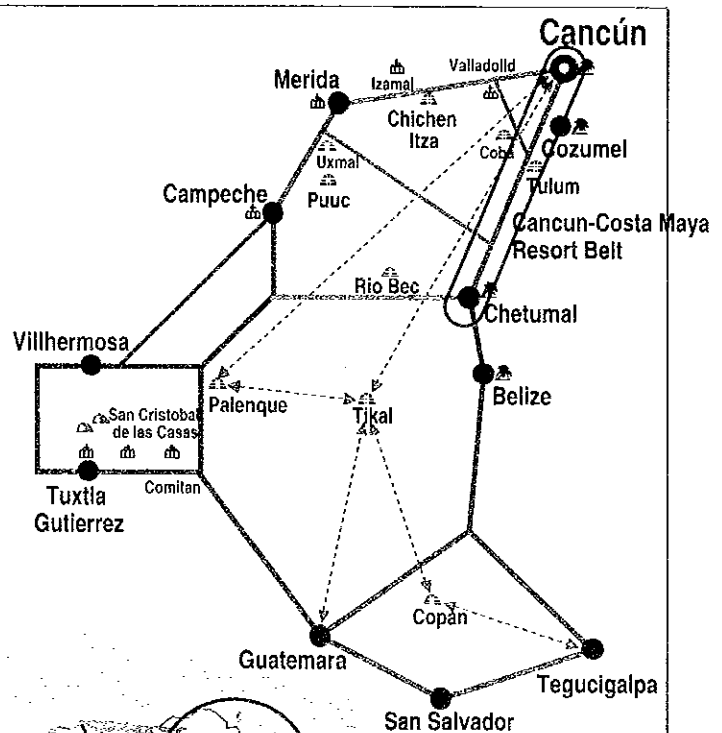 Cancún
Merida
Izamal
Valladolid
Chichen
Itza
Coba
Cozumel
Uxmal
Tulum
Puuc
Campeche
Cancun-Costa Maya
Resort Belt
Rio Bec
Chetumal
Villhermosa
Palenque
Tikal
Belize
San Cristobal
de las Casas
Comitan
Tuxtla
Gutierrez
Copan
Guatemara
Tegucigalpa
San Salvador